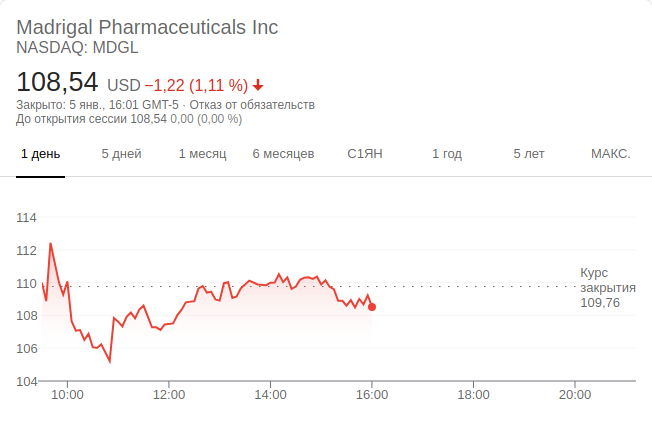 Madrigal Pharmaceuticals Inc
NASDAQ: MDGL
108,54 USD −1,22 (1,11 %)
Закрыто: 5 янв., 16:01 GMT-5 · Отказ от обязательств
До открытия сессии 108,54 0,00 (0,00 %)
1 день 5 дней 1 месяц 6 месяцев С1ЯН 1 год 5 лет МАКС.
114
112
110
108
106
104
Курс
закрытия
109,76
10:00 12:00 14:00 16:00 18:00 20:00